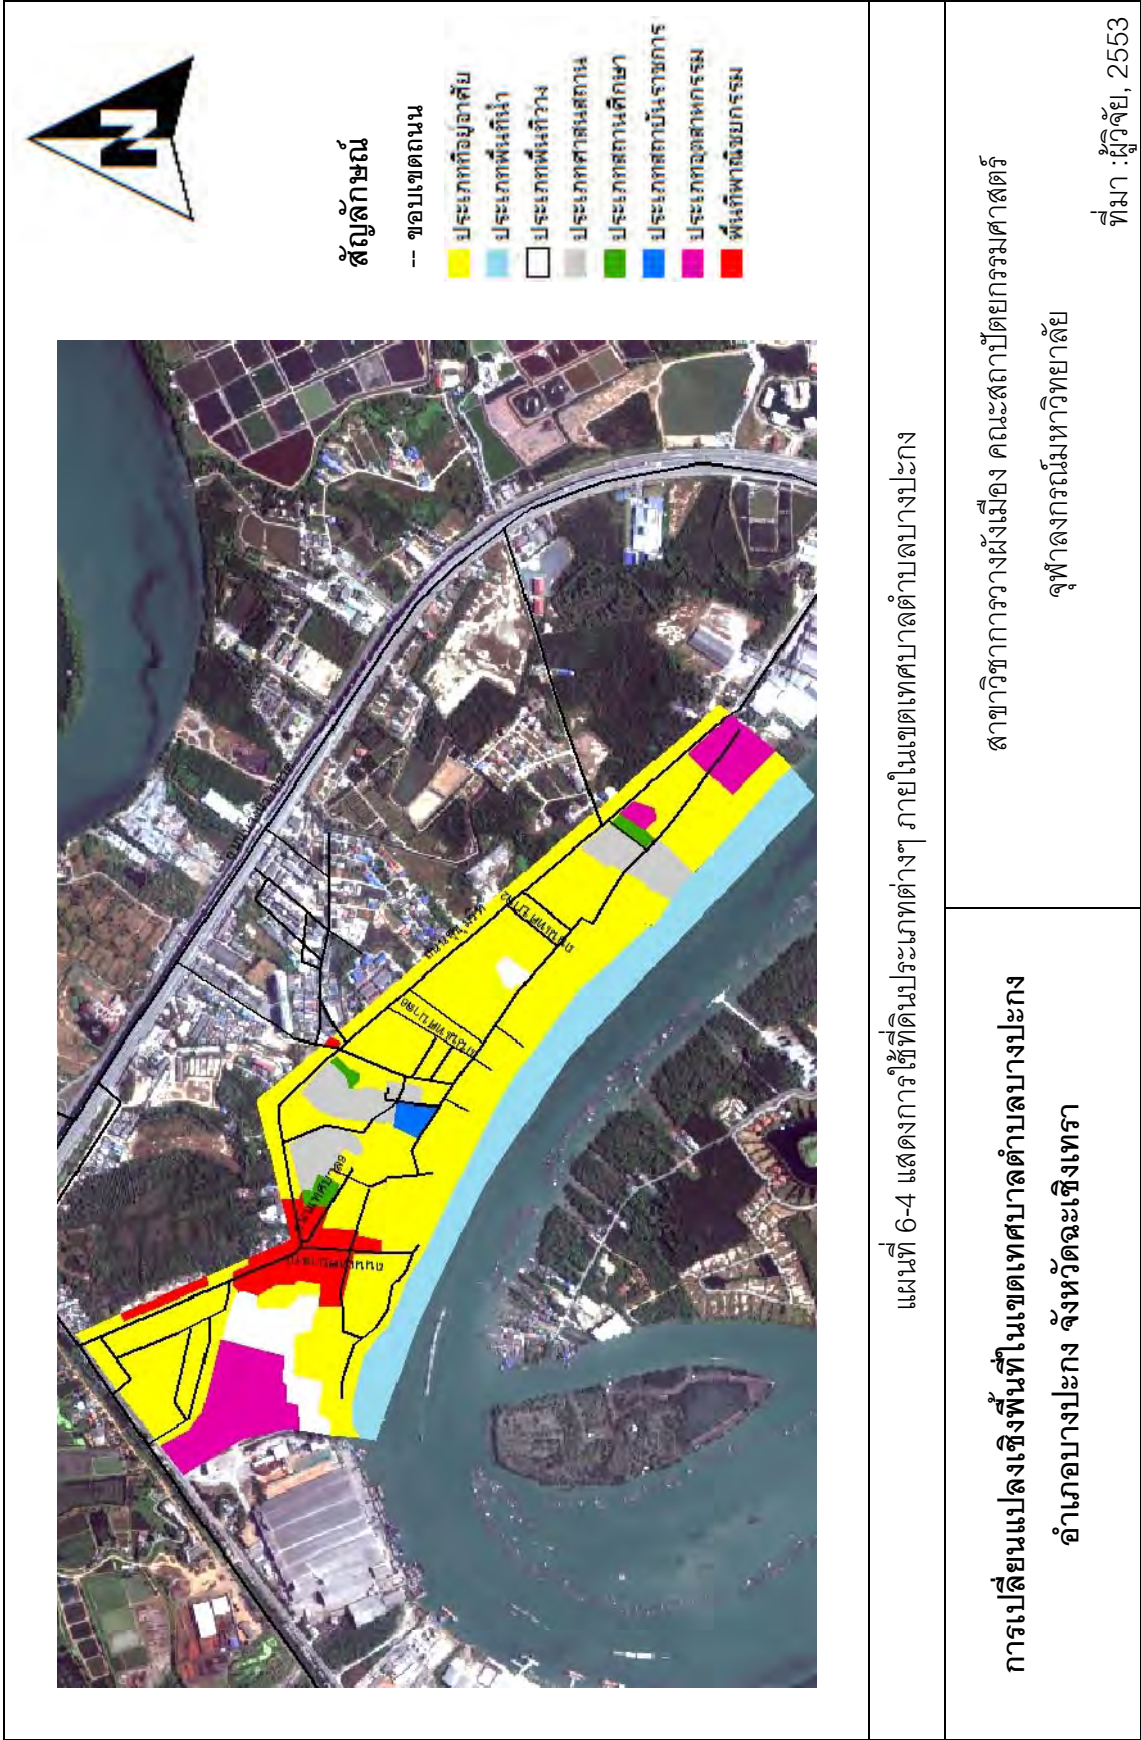 N
สัญลักษณ์
-- ขอบเขตถนน
ประเภทที่อยู่อาศัย
ประเภทพื้นที่น้ำ
ประเภทพื้นที่ว่าง
ประเภทศาสนสถาน
ประเภทสถานศึกษา
ประเภทสถาบันราชการ
ประเภทอุตสาหกรรม
พื้นที่พาณิชยกรรม
ถนนสุขุมวิท
แผนที่ 6-4 แสดงการใช้ที่ดินประเภทต่างๆ ภายในเขตเทศบาลตำบลบางปะกง
การเปลี่ยนแปลงเชิงพื้นที่ในเขตเทศบาลตำบลบางปะกง
อำเภอบางปะกง จังหวัดฉะเชิงเทรา
สาขาวิชาการวางผังเมือง คณะสถาปัตยกรรมศาสตร์
จุฬาลงกรณ์มหาวิทยาลัย
ที่มา :ผู้วิจัย, 2553